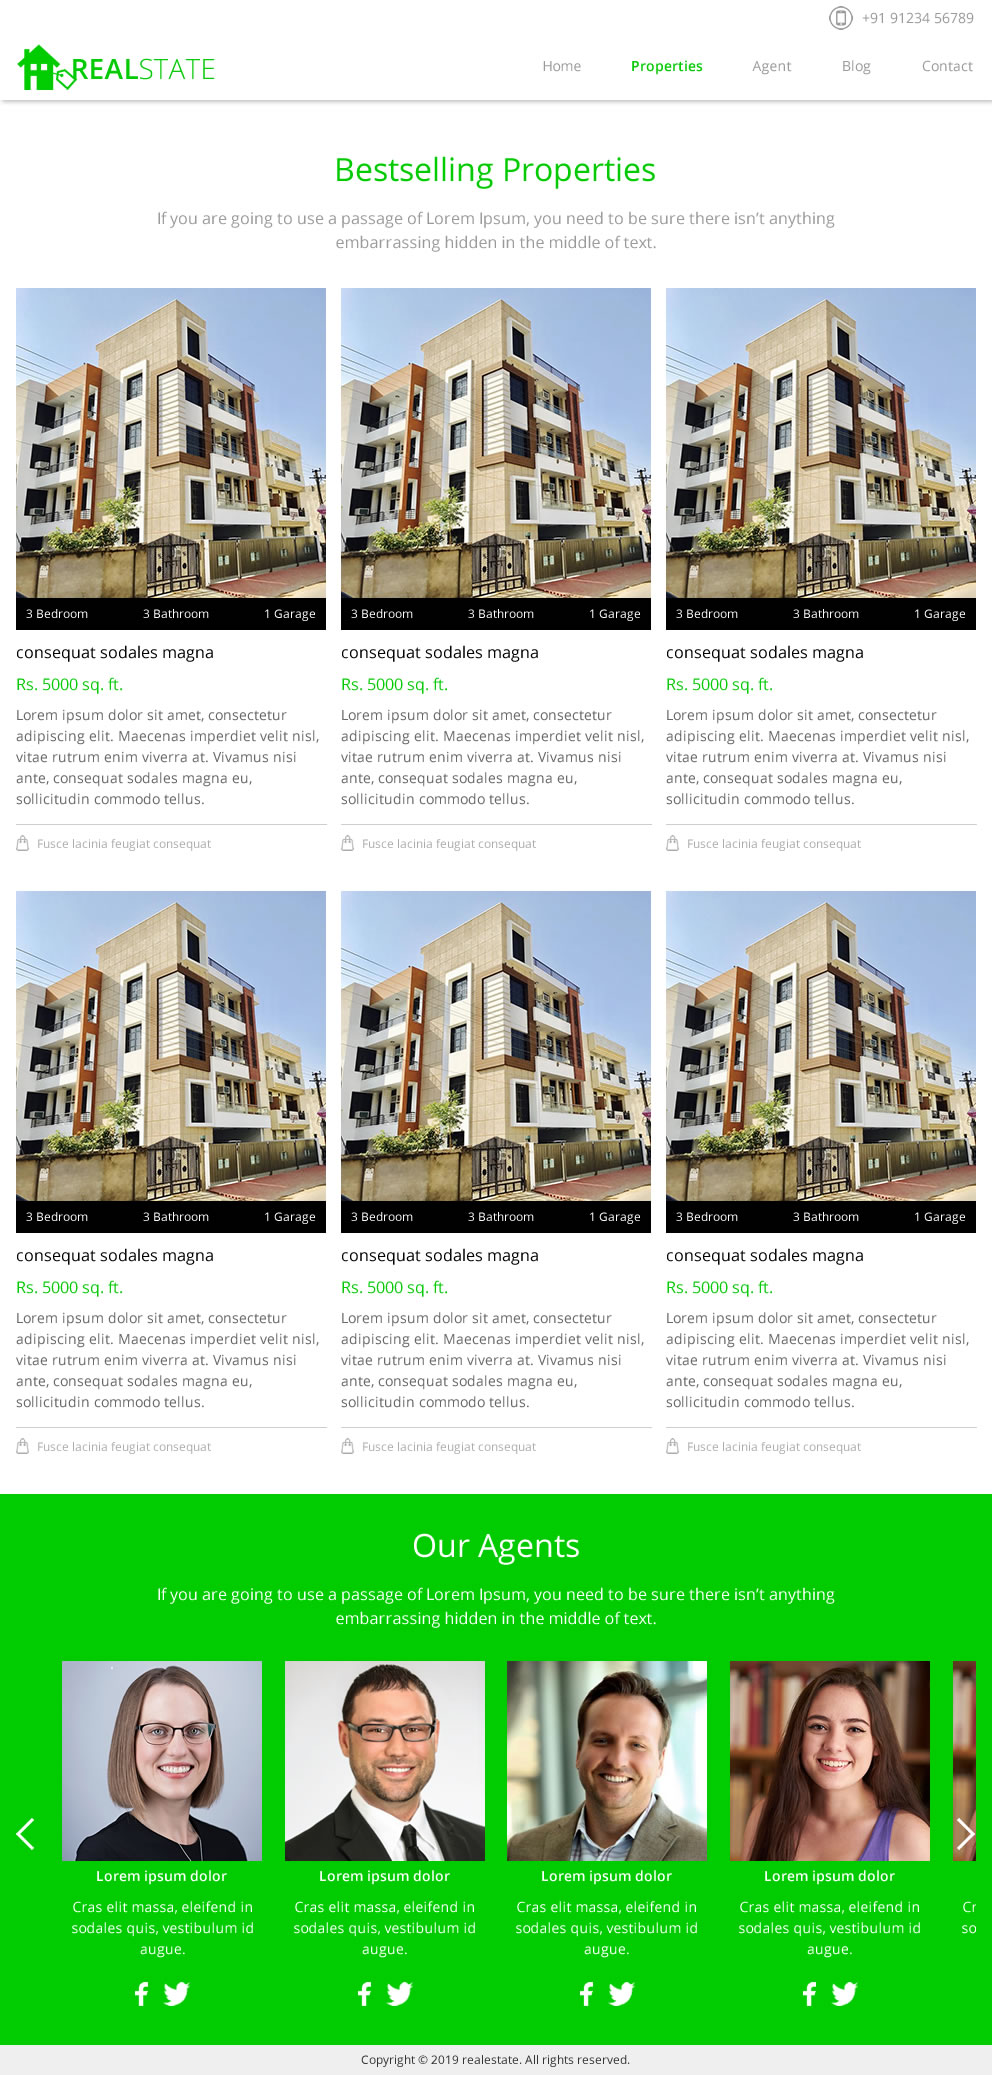 +91 91234 56789
REALSTATE
Home Properties Agent Blog Contact
Bestselling Properties
If you are going to use a passage of Lorem Ipsum, you need to be sure there isn’t anything
embarrassing hidden in the middle of text.
3 Bedroom 3 Bathroom 1 Garage
consequat sodales magna
Rs. 5000 sq. ft.
Lorem ipsum dolor sit amet, consectetur
adipiscing elit. Maecenas imperdiet velit nisl,
vitae rutrum enim viverra at. Vivamus nisi
ante, consequat sodales magna eu,
sollicitudin commodo tellus.
Fusce lacinia feugiat consequat
3 Bedroom 3 Bathroom 1 Garage
consequat sodales magna
Rs. 5000 sq. ft.
Lorem ipsum dolor sit amet, consectetur
adipiscing elit. Maecenas imperdiet velit nisl,
vitae rutrum enim viverra at. Vivamus nisi
ante, consequat sodales magna eu,
sollicitudin commodo tellus.
Fusce lacinia feugiat consequat
3 Bedroom 3 Bathroom 1 Garage
consequat sodales magna
Rs. 5000 sq. ft.
Lorem ipsum dolor sit amet, consectetur
adipiscing elit. Maecenas imperdiet velit nisl,
vitae rutrum enim viverra at. Vivamus nisi
ante, consequat sodales magna eu,
sollicitudin commodo tellus.
Fusce lacinia feugiat consequat
3 Bedroom 3 Bathroom 1 Garage
consequat sodales magna
Rs. 5000 sq. ft.
Lorem ipsum dolor sit amet, consectetur
adipiscing elit. Maecenas imperdiet velit nisl,
vitae rutrum enim viverra at. Vivamus nisi
ante, consequat sodales magna eu,
sollicitudin commodo tellus.
Fusce lacinia feugiat consequat
3 Bedroom 3 Bathroom 1 Garage
consequat sodales magna
Rs. 5000 sq. ft.
Lorem ipsum dolor sit amet, consectetur
adipiscing elit. Maecenas imperdiet velit nisl,
vitae rutrum enim viverra at. Vivamus nisi
ante, consequat sodales magna eu,
sollicitudin commodo tellus.
Fusce lacinia feugiat consequat
3 Bedroom 3 Bathroom 1 Garage
consequat sodales magna
Rs. 5000 sq. ft.
Lorem ipsum dolor sit amet, consectetur
adipiscing elit. Maecenas imperdiet velit nisl,
vitae rutrum enim viverra at. Vivamus nisi
ante, consequat sodales magna eu,
sollicitudin commodo tellus.
Fusce lacinia feugiat consequat
Our Agents
If you are going to use a passage of Lorem Ipsum, you need to be sure there isn’t anything
embarrassing hidden in the middle of text.
Lorem ipsum dolor
Cras elit massa, eleifend in
sodales quis, vestibulum id
augue.
Lorem ipsum dolor
Cras elit massa, eleifend in
sodales quis, vestibulum id
augue.
Lorem ipsum dolor
Cras elit massa, eleifend in
sodales quis, vestibulum id
augue.
Lorem ipsum dolor
Cras elit massa, eleifend in
sodales quis, vestibulum id
augue.
Cr
so
Copyright © 2019 realestate. All rights reserved.